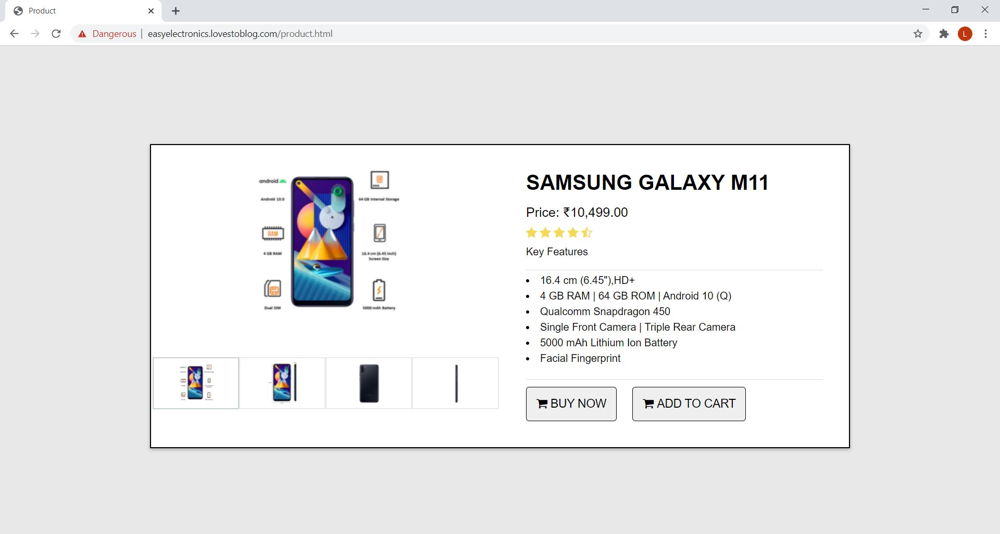 Product
Dangerous
easyelectronics.lovestoblog.com/product.html
L
android
Android 10.0
GB
64 GB Internal Storage
RAM
4 GB RAM
16.4 cm (6.45 Inch)
Screen Size
Dual SIM
5000 mAh Battery
SAMSUNG GALAXY M11
Price: ₹10,499.00
Key Features
16.4 cm (6.45"),HD+
4 GB RAM | 64 GB ROM | Android 10 (Q)
Qualcomm Snapdragon 450
Single Front Camera | Triple Rear Camera
5000 mAh Lithium Ion Battery
Facial Fingerprint
BUY NOW
ADD TO CART